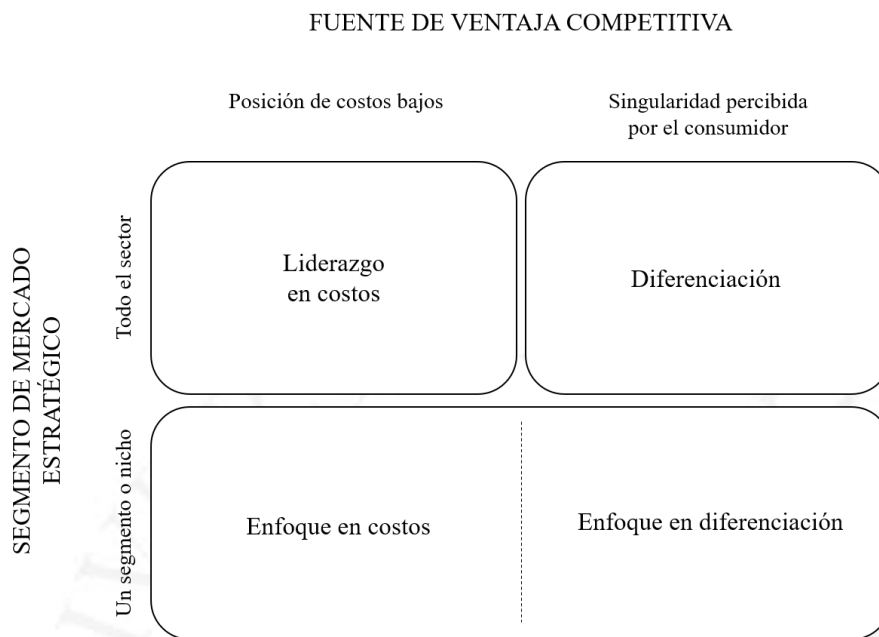 FUENTE DE VENTAJA COMPETITIVA
Posición de costos bajos
Singularidad percibida
por el consumidor
SEGMENTO DE MERCADO
ESTRATÉGICO
Todo el sector
Liderazgo
en costos
Diferenciación
Un segmento o nicho
Enfoque en costos
Enfoque en diferenciación